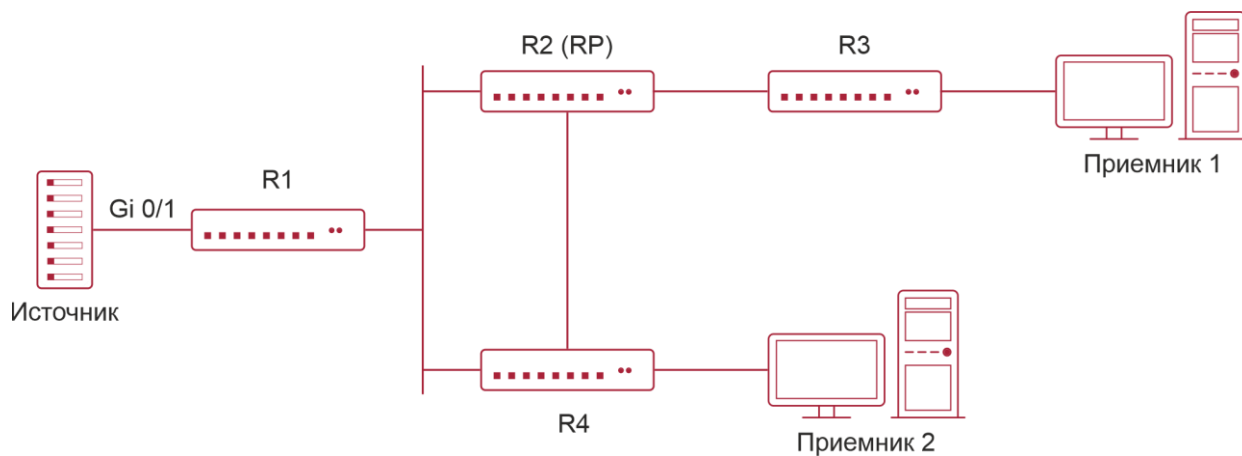 R2 (RP)
R3
Приемник 1
R1
Gi 0/1
Источник
R4
Приемник 2